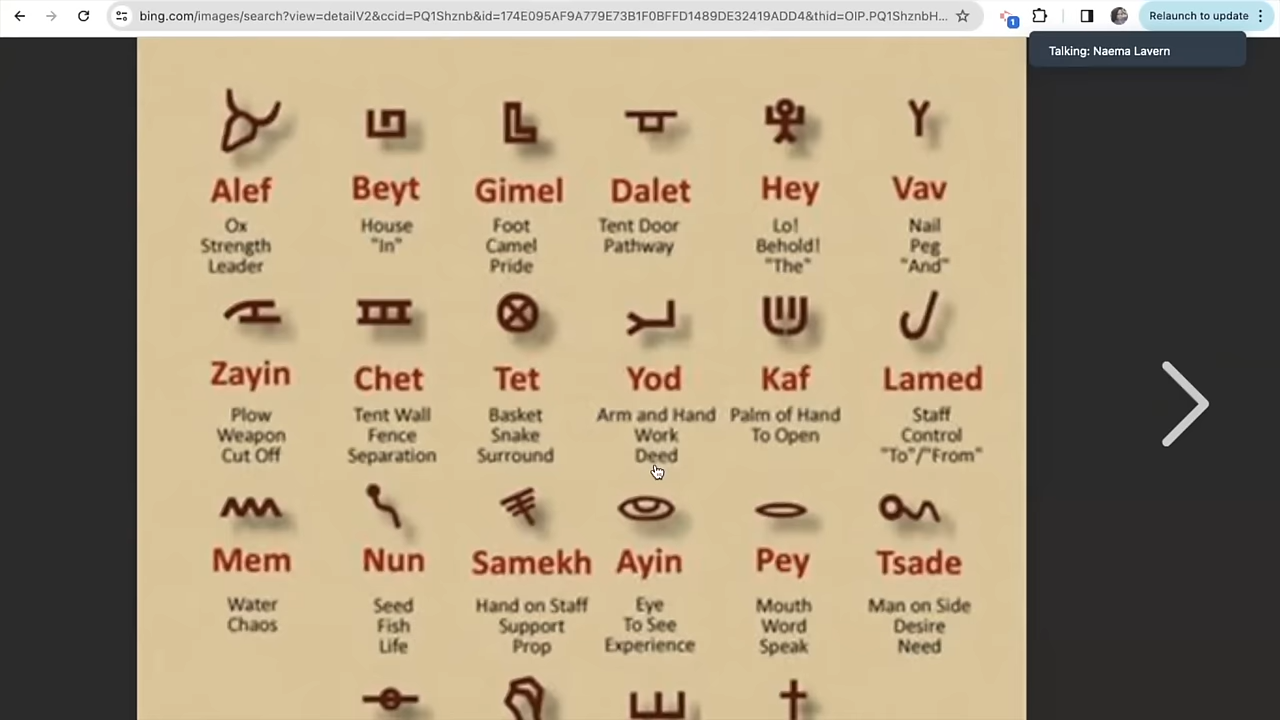 bing.com/images/search?view=detailV2&ccid=PQ1Shznb&id=174E095AF9A779E73B1F0BFFD1489DE32419ADD4&thid=OIP.PQ1ShznbH...
1
Relaunch to update
Talking: Naema Lavern
Alef Beyt Gimel Dalet Hey Vav
Ox House Foot Tent Door Lo! Nail
Strength "In" Camel Pathway Behold! Peg
Leader Pride "The" "And"
Zayin Chet Tet Yod Kaf Lamed
Plow Tent Wall Basket Arm and Hand Palm of Hand Staff
Weapon Fence Snake Work To Open Control
Cut Off Separation Surround Deed "To"/"From"
Mem Nun Samekh Ayin Pey Tsade
Water Seed Hand on Staff Eye Mouth Man on Side
Chaos Fish Support To See Word Desire
Life Prop Experience Speak Need